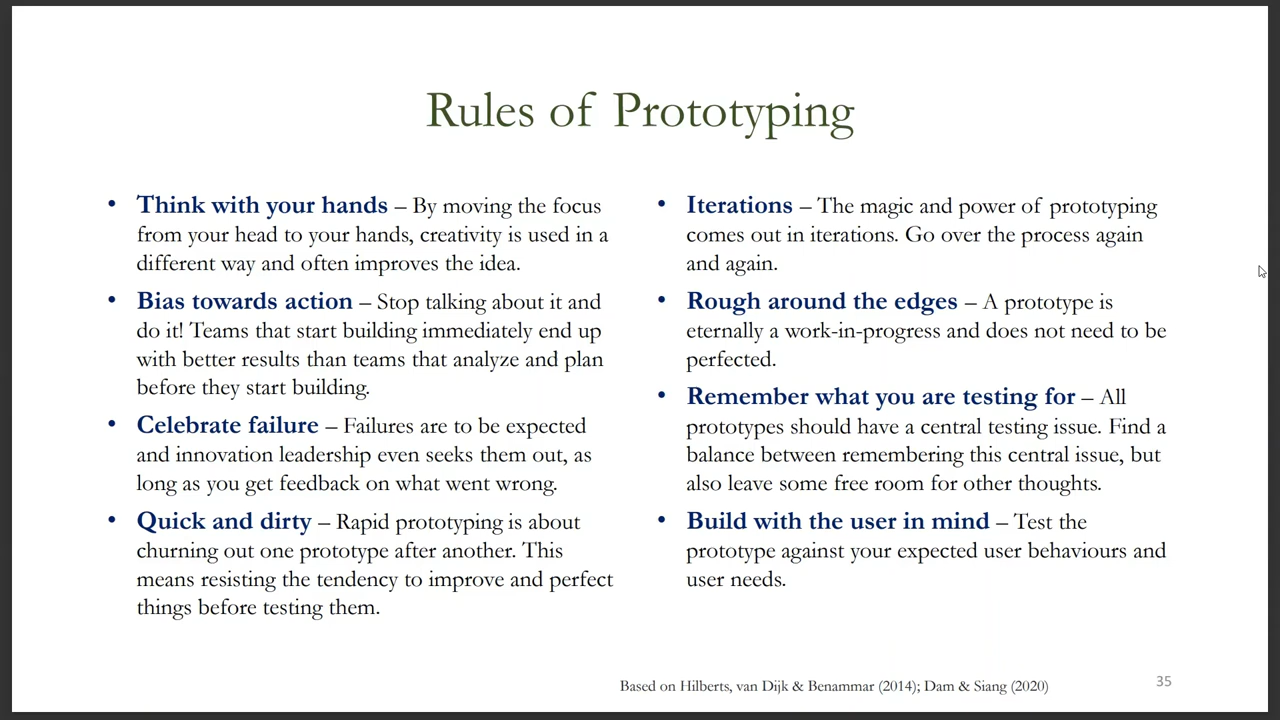 Rules of Prototyping
• Think with your hands – By moving the focus
from your head to your hands, creativity is used in a
different way and often improves the idea.
• Bias towards action – Stop talking about it and
do it! Teams that start building immediately end up
with better results than teams that analyze and plan
before they start building.
• Celebrate failure – Failures are to be expected
and innovation leadership even seeks them out, as
long as you get feedback on what went wrong.
• Quick and dirty – Rapid prototyping is about
churning out one prototype after another. This
means resisting the tendency to improve and perfect
things before testing them.
• Iterations – The magic and power of prototyping
comes out in iterations. Go over the process again
and again.
• Rough around the edges – A prototype is
eternally a work-in-progress and does not need to be
perfected.
• Remember what you are testing for – All
prototypes should have a central testing issue. Find a
balance between remembering this central issue, but
also leave some free room for other thoughts.
• Build with the user in mind – Test the
prototype against your expected user behaviours and
user needs.
Based on Hilberts, van Dijk & Benammar (2014); Dam & Siang (2020)
35